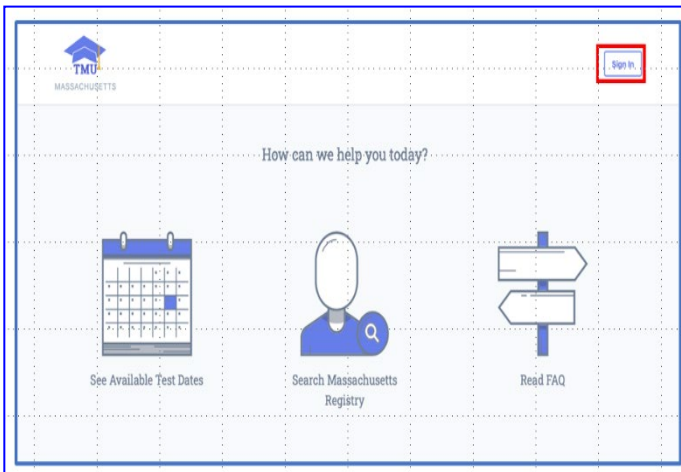 TMU
MASSACHUSETTS
Sign In
How can we help you today?
See Available Test Dates
Search Massachusetts
Registry
Read FAQ